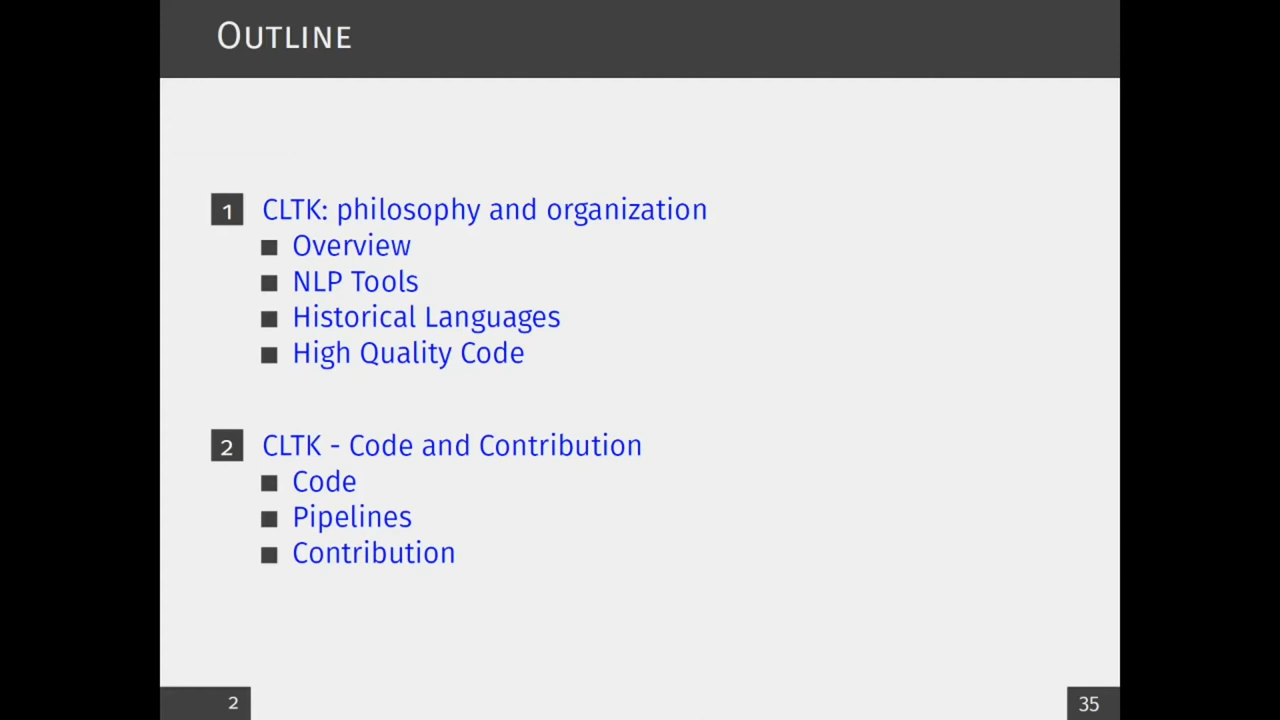 OUTLINE
1 CLTK: philosophy and organization
■ Overview
■ NLP Tools
■ Historical Languages
■ High Quality Code
2 CLTK - Code and Contribution
■ Code
■ Pipelines
■ Contribution
2
35